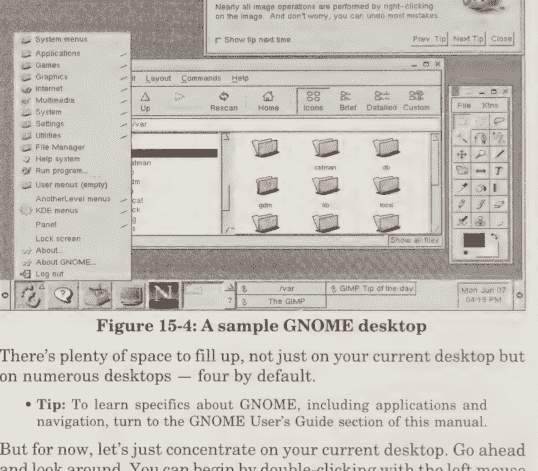 Nearly all image operations are performed by right-clicking
on the image. And don't worry, you can undo most mistakes.
Show tip next time
Prev. Tip Next Tip Close
System menus
Applications
Games
Graphics
Internet
Multimedia
System
Settings
Utilities
File Manager
Help system
Run program...
User menus (empty)
AnotherLevel menus
KDE menus
Panel
Lock screen
About...
About GNOME...
Log out
Layout Commands Help
Up Rescan Home Icons Brief Detailed Custom
/var
catman db
gdm lib local
Show all files
File Xtns
/var
The GIMP
GIMP Tip of the day
Mon Jun 07
04:19 PM
Figure 15-4: A sample GNOME desktop
There's plenty of space to fill up, not just on your current desktop but
on numerous desktops — four by default.
• Tip: To learn specifics about GNOME, including applications and
navigation, turn to the GNOME User's Guide section of this manual.
But for now, let's just concentrate on your current desktop. Go ahead
and look around. You can begin by double-clicking with the left mouse